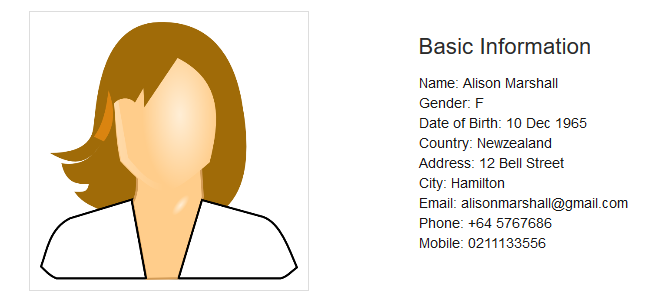 Basic Information
Name: Alison Marshall
Gender: F
Date of Birth: 10 Dec 1965
Country: Newzealand
Address: 12 Bell Street
City: Hamilton
Email: alisonmarshall@gmail.com
Phone: +64 5767686
Mobile: 0211133556